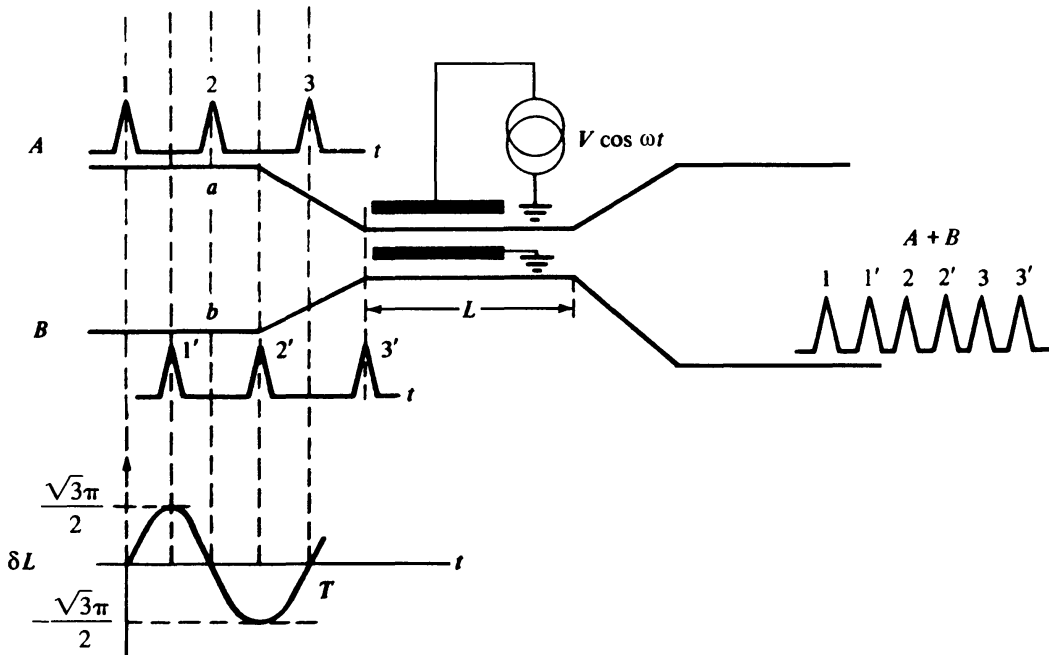 1 2 3
A t
V cos ωt
a
A + B
1 1′ 2 2′ 3 3′
b
L
B
1′ 2′ 3′
t
√3π
2
δL t
T
−√3π
2